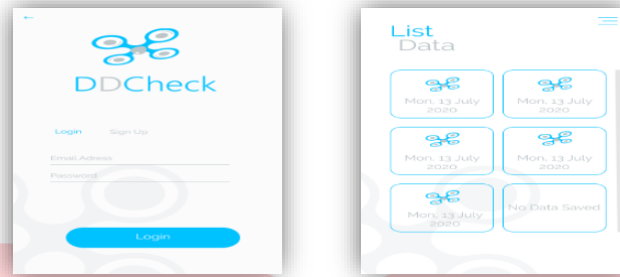 DDCheck
Login Sign Up
Email Adress
Password
Login
List
Data
Mon, 13 July
2020
Mon, 13 July
2020
Mon, 13 July
2020
Mon, 13 July
2020
Mon, 13 July
2020
No Data Saved